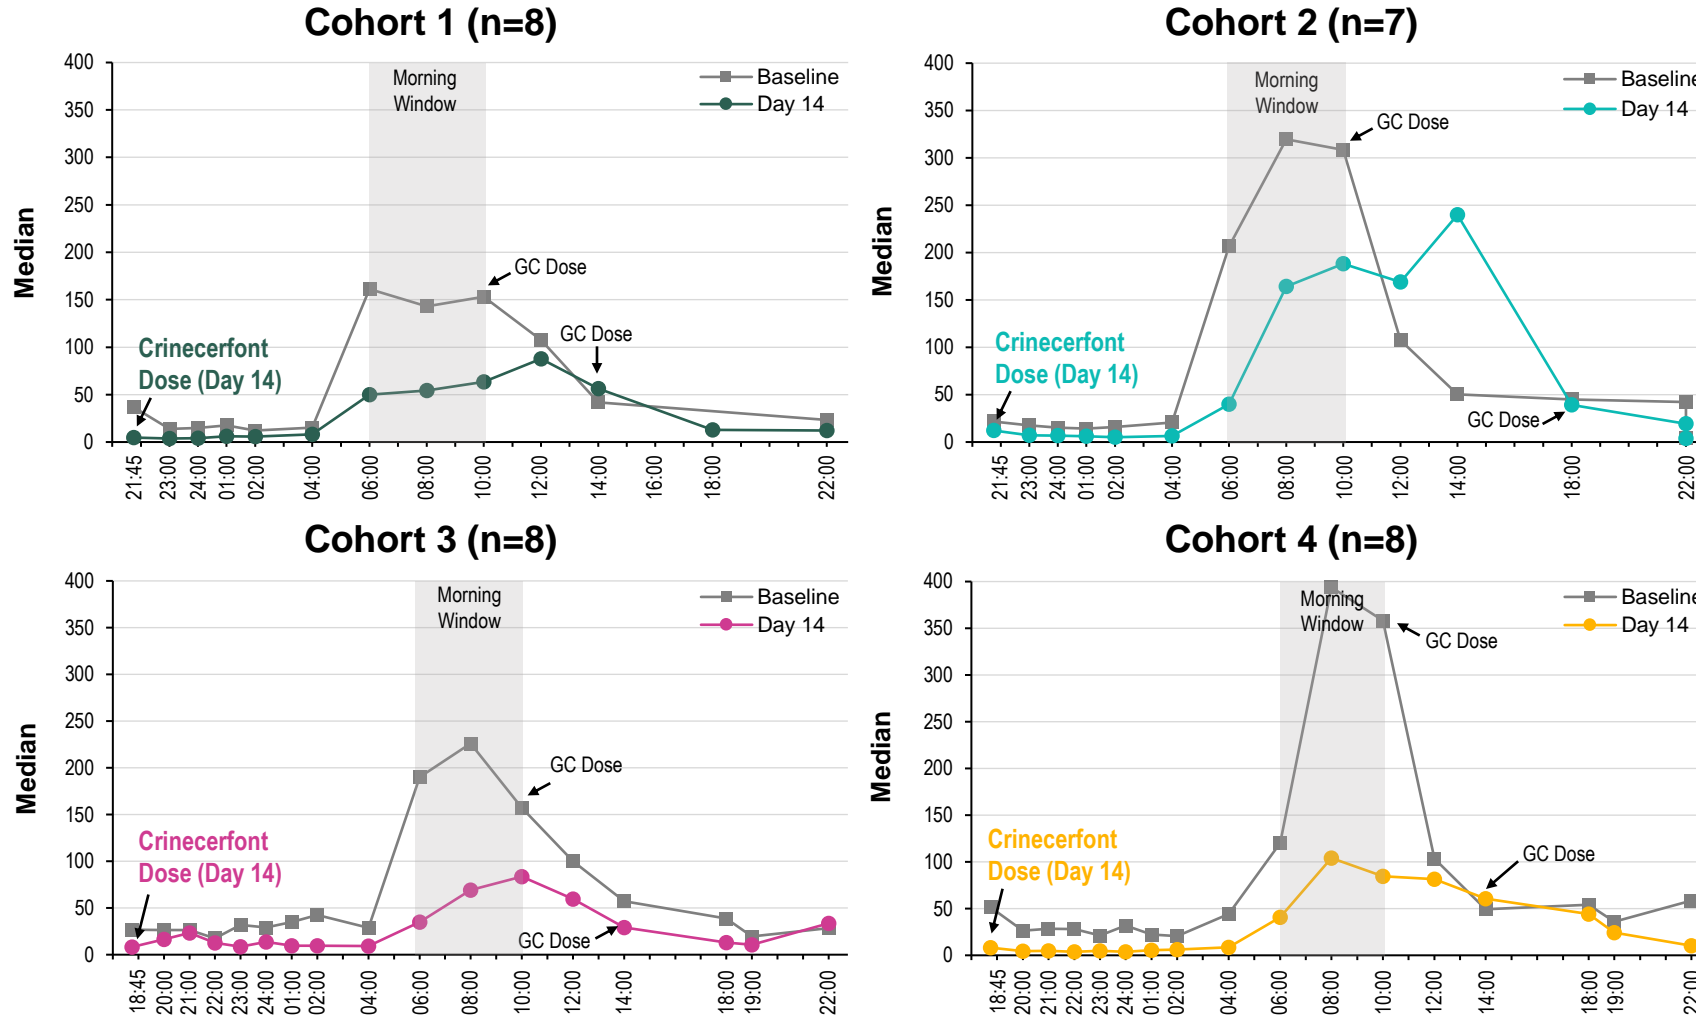 Cohort 1 (n=8)
Median
400
350
300
250
200
150
100
50
0
Morning
Window
Baseline
Day 14
GC Dose
GC Dose
Crinecerfont
Dose (Day 14)
21:45
23:00
24:00
01:00
02:00
04:00
06:00
08:00
10:00
12:00
14:00
16:00
18:00
22:00
Cohort 2 (n=7)
Median
400
350
300
250
200
150
100
50
0
Morning
Window
Baseline
Day 14
GC Dose
Crinecerfont
Dose (Day 14)
GC Dose
21:45
23:00
24:00
01:00
02:00
04:00
06:00
08:00
10:00
12:00
14:00
18:00
22:00
Cohort 3 (n=8)
Median
400
350
300
250
200
150
100
50
0
Morning
Window
Baseline
Day 14
GC Dose
Crinecerfont
Dose (Day 14)
GC Dose
18:45
20:00
21:00
22:00
23:00
24:00
01:00
02:00
04:00
06:00
08:00
10:00
12:00
14:00
18:00
19:00
22:00
Cohort 4 (n=8)
Median
400
350
300
250
200
150
100
50
0
Morning
Window
Baseline
Day 14
GC Dose
Crinecerfont
Dose (Day 14)
GC Dose
18:45
20:00
21:00
22:00
23:00
24:00
01:00
02:00
04:00
06:00
08:00
10:00
12:00
14:00
18:00
19:00
22:00